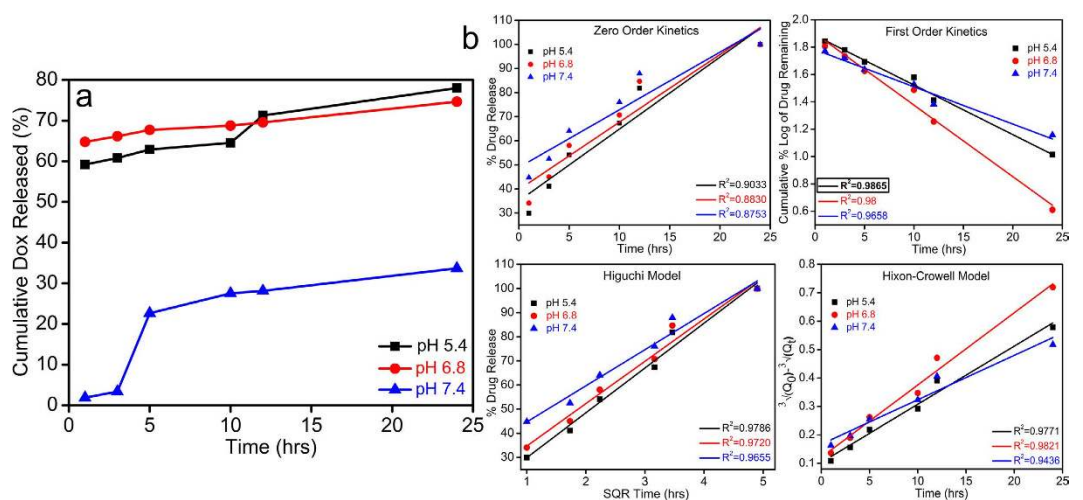 a
Cumulative Dox Released (%)
80
70
60
50
40
30
20
10
0
0 5 10 15 20 25
Time (hrs)
pH 5.4
pH 6.8
pH 7.4
b
Zero Order Kinetics
pH 5.4
pH 6.8
pH 7.4
% Drug Release
110
100
90
80
70
60
50
40
30
R²=0.9033
R²=0.8830
R²=0.8753
0 5 10 15 20 25
Time (hrs)
First Order Kinetics
pH 5.4
pH 6.8
pH 7.4
Cumulative % Log of Drug Remaining
2.0
1.8
1.6
1.4
1.2
1.0
0.8
0.6
R²=0.9865
R²=0.98
R²=0.9658
0 5 10 15 20 25
Time (hrs)
Higuchi Model
pH 5.4
pH 6.8
pH 7.4
% Drug Release
110
100
90
80
70
60
50
40
30
R²=0.9786
R²=0.9720
R²=0.9655
1 2 3 4 5
SQR Time (hrs)
Hixon-Crowell Model
pH 5.4
pH 6.8
pH 7.4
³√(Q₀)-³√(Qₜ)
0.8
0.7
0.6
0.5
0.4
0.3
0.2
0.1
R²=0.9771
R²=0.9821
R²=0.9436
0 5 10 15 20 25
Time (hrs)